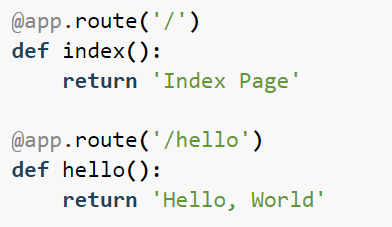 @app.route('/')
def index():
    return 'Index Page'

@app.route('/hello')
def hello():
    return 'Hello, World'